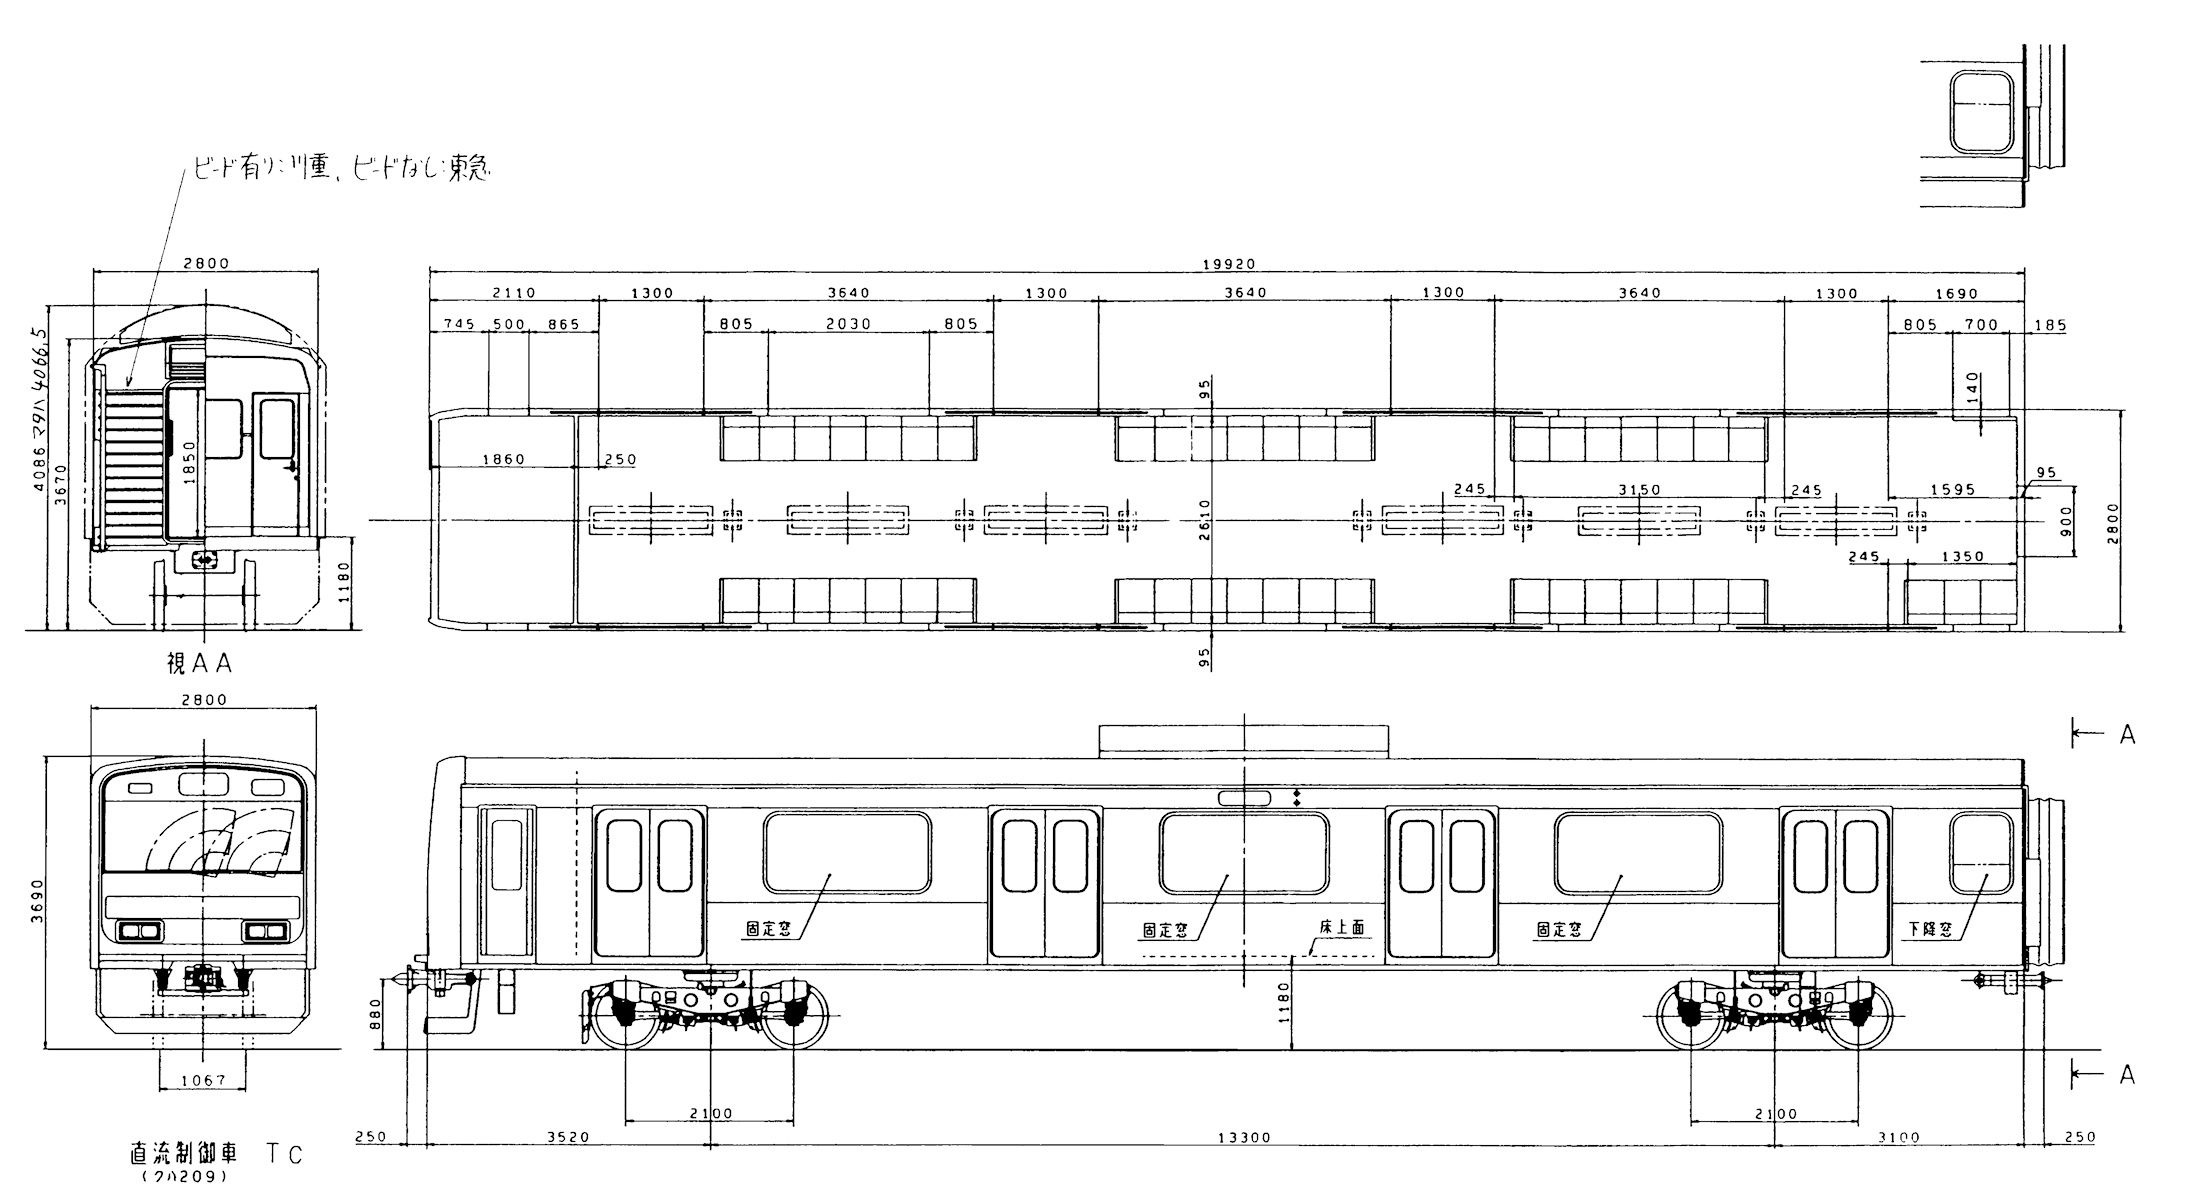 ビード有り:川重、ビードなし:東急
2800
19920
2110 1300 3640 1300 3640 1300 3640 1300 1690
745 500 865 805 2030 805 805 700 185
4086 マタハ 4066.5
3670
1850
1180
視AA
95
140
1860 250
245 3150 245 1595 95
2610
900
2800
245 1350
95
2800
A
3690
固定窓
固定窓
床上面
固定窓
下降窓
880
1180
1067
A
2100 2100
250 3520 13300 3100 250
直流制御車 Tc
(クハ209)